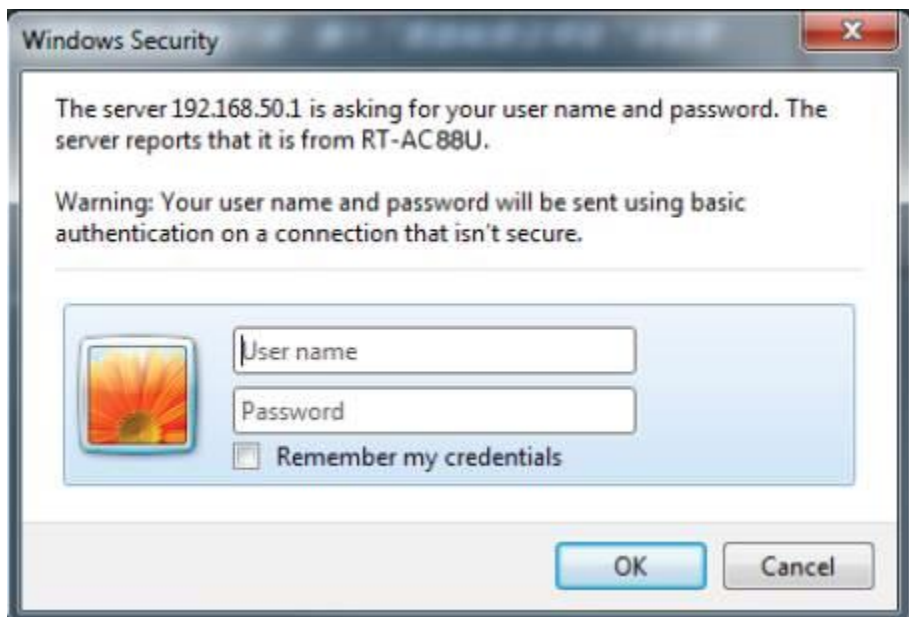 Windows Security
The server 192.168.50.1 is asking for your user name and password. The
server reports that it is from RT-AC88U.
Warning: Your user name and password will be sent using basic
authentication on a connection that isn't secure.
User name
Password
Remember my credentials
OK
Cancel